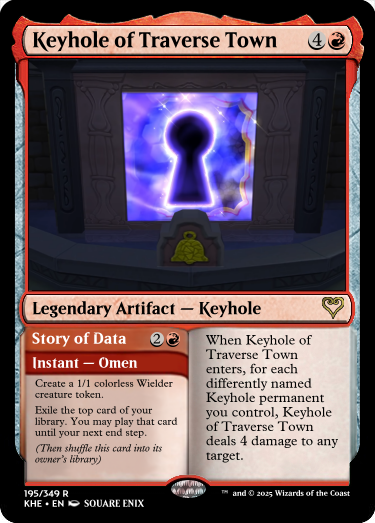 Keyhole of Traverse Town 4
Legendary Artifact — Keyhole
Story of Data 2
Instant — Omen
Create a 1/1 colorless Wielder
creature token.
Exile the top card of your
library. You may play that card
until your next end step.
(Then shuffle this card into its
owner's library)
When Keyhole of
Traverse Town
enters, for each
differently named
Keyhole permanent
you control, Keyhole
of Traverse Town
deals 4 damage to any
target.
195/349 R
KHE • EN SQUARE ENIX
™ and © 2025 Wizards of the Coast